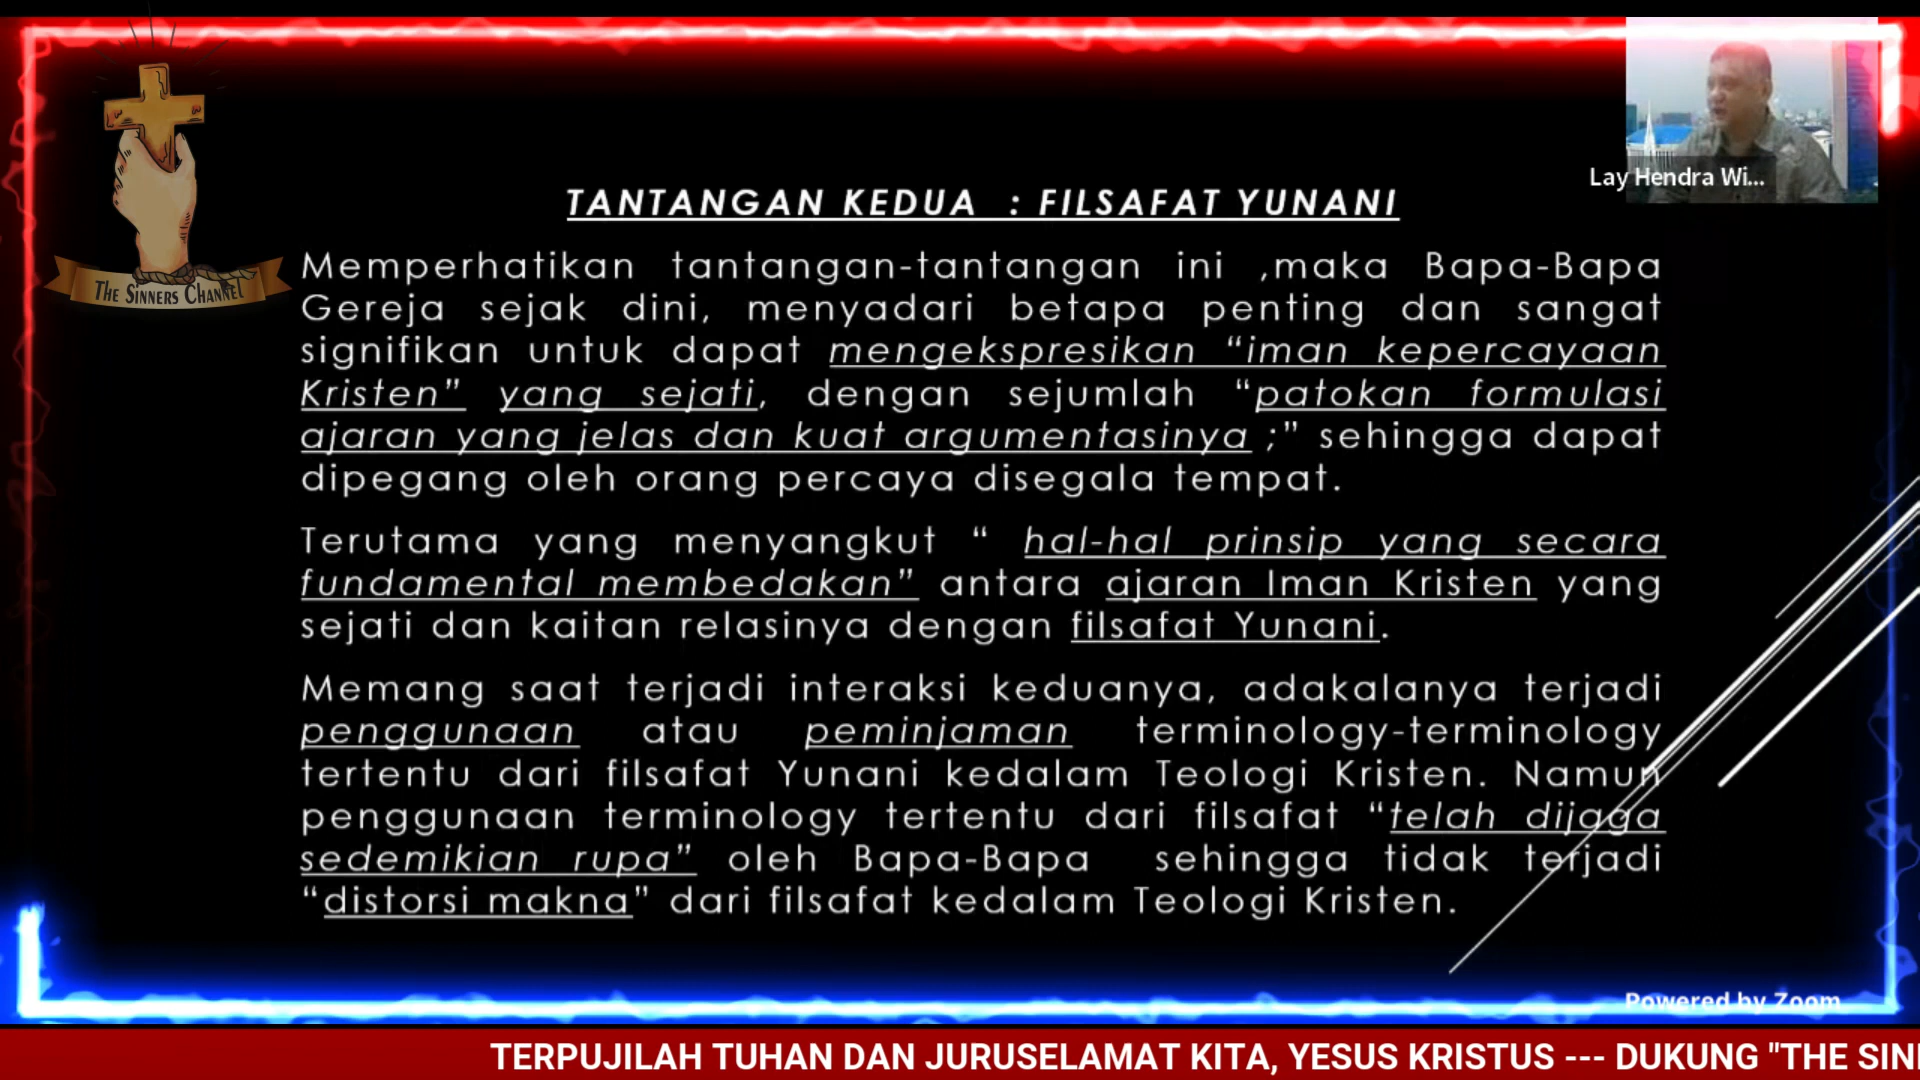 THE SINNERS CHANNEL
Lay Hendra Wi...
TANTANGAN KEDUA : FILSAFAT YUNANI
Memperhatikan tantangan-tantangan ini ,maka Bapa-Bapa
Gereja sejak dini, menyadari betapa penting dan sangat
signifikan untuk dapat mengekspresikan “iman kepercayaan
Kristen” yang sejati, dengan sejumlah “patokan formulasi
ajaran yang jelas dan kuat argumentasinya ;” sehingga dapat
dipegang oleh orang percaya disegala tempat.
Terutama yang menyangkut “ hal-hal prinsip yang secara
fundamental membedakan” antara ajaran Iman Kristen yang
sejati dan kaitan relasinya dengan filsafat Yunani.
Memang saat terjadi interaksi keduanya, adakalanya terjadi
penggunaan atau peminjaman terminology-terminology
tertentu dari filsafat Yunani kedalam Teologi Kristen. Namun
penggunaan terminology tertentu dari filsafat “telah dijaga
sedemikian rupa” oleh Bapa-Bapa sehingga tidak terjadi
“distorsi makna” dari filsafat kedalam Teologi Kristen.
Powered by Zoom
TERPUJILAH TUHAN DAN JURUSELAMAT KITA, YESUS KRISTUS --- DUKUNG "THE SIN